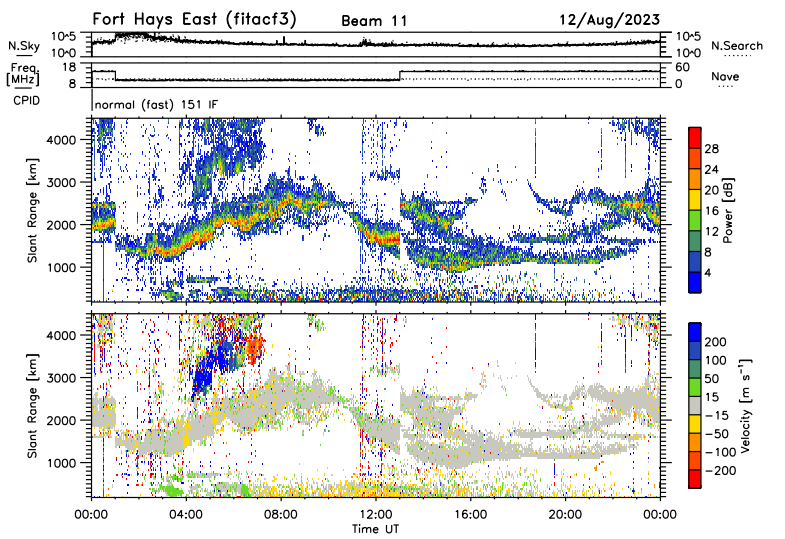 Fort Hays East (fitacf3) Beam 11 12/Aug/2023
N.Sky 10^5 10^0 10^5 10^0 N.Search
Freq. [MHz] 18 8 60 0 Nave
CPID normal (fast) 151 IF
Slant Range [km] 4000 3000 2000 1000
Power [dB] 28 24 20 16 12 8 4
Slant Range [km] 4000 3000 2000 1000
Velocity [m s⁻¹] 200 100 50 15 −15 −50 −100 −200
00:00 04:00 08:00 12:00 16:00 20:00 00:00
Time UT